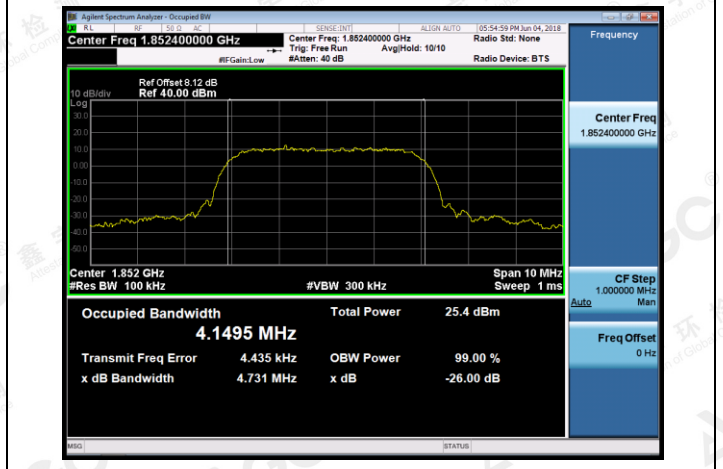 Agilent Spectrum Analyzer - Occupied BW
RL RF 50 Ω AC SENSE:INT ALIGN AUTO 05:54:59 PM Jun 04, 2018
Center Freq 1.852400000 GHz
Center Freq: 1.852400000 GHz
Radio Std: None
Trig: Free Run Avg|Hold: 10/10
#IFGain:Low #Atten: 40 dB Radio Device: BTS
Frequency
Ref Offset 8.12 dB
10 dB/div Ref 40.00 dBm
Log
30.0
20.0
10.0
0.00
-10.0
-20.0
-30.0
-40.0
-50.0
Center 1.852 GHz Span 10 MHz
#Res BW 100 kHz #VBW 300 kHz Sweep 1 ms
Occupied Bandwidth Total Power 25.4 dBm
4.1495 MHz
Transmit Freq Error 4.435 kHz OBW Power 99.00 %
x dB Bandwidth 4.731 MHz x dB -26.00 dB
Center Freq
1.852400000 GHz
CF Step
1.000000 MHz
Auto Man
Freq Offset
0 Hz
MSG STATUS